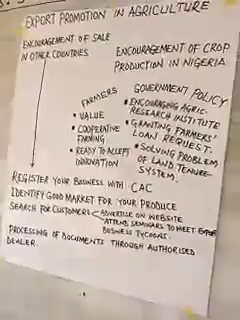 EXPORT PROMOTION IN AGRICULTURE
ENCOURAGEMENT OF SALE
IN OTHER COUNTRIES
ENCOURAGEMENT OF CROP
PRODUCTION IN NIGERIA
FARMERS
• VALUE
• COOPERATIVE
FARMING
• READY TO ACCEPT
INNOVATION
GOVERNMENT POLICY
• ENCOURAGING AGRIC-
RESEARCH INSTITUTE
• GRANTING FARMERS'
LOAN REQUEST.
• SOLVING PROBLEM
OF LAND TENURE-
SYSTEM.
REGISTER YOUR BUSINESS WITH CAC
IDENTIFY GOOD MARKET FOR YOUR PRODUCE
SEARCH FOR CUSTOMERS
ADVERTISE ON WEBSITE
ATTEND SEMINARS TO MEET EXPORT
BUSINESS TYCOONS.
PROCESSING OF DOCUMENTS THROUGH AUTHORISED
DEALER.